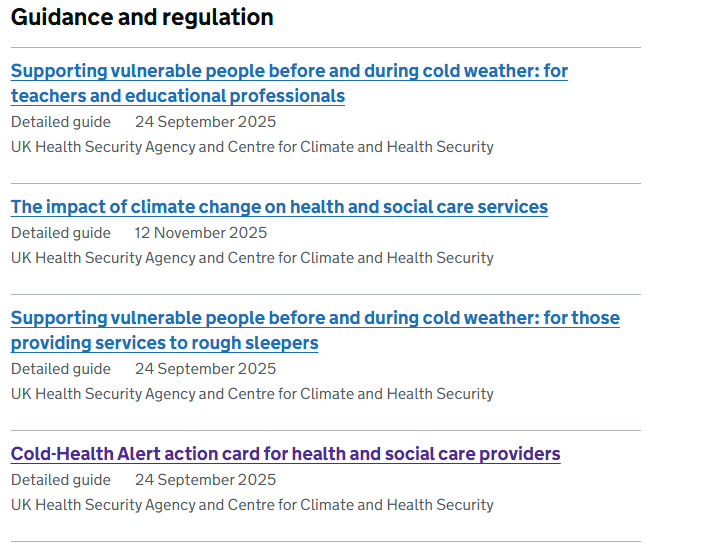 Guidance and regulation
Supporting vulnerable people before and during cold weather: for
teachers and educational professionals
Detailed guide 24 September 2025
UK Health Security Agency and Centre for Climate and Health Security
The impact of climate change on health and social care services
Detailed guide 12 November 2025
UK Health Security Agency and Centre for Climate and Health Security
Supporting vulnerable people before and during cold weather: for those
providing services to rough sleepers
Detailed guide 24 September 2025
UK Health Security Agency and Centre for Climate and Health Security
Cold-Health Alert action card for health and social care providers
Detailed guide 24 September 2025
UK Health Security Agency and Centre for Climate and Health Security